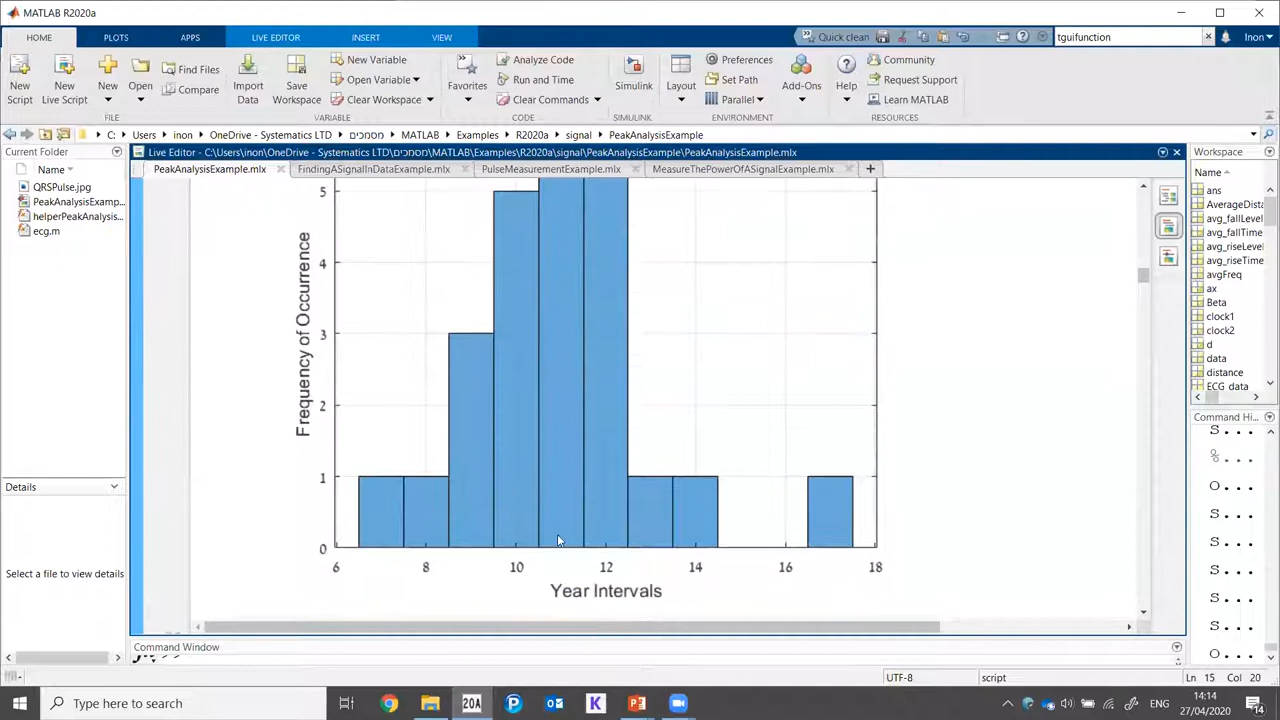 MATLAB R2020a
HOME PLOTS APPS LIVE EDITOR INSERT VIEW Quick clean tguifunction Inon
New Script New Live Script New Open Find Files Compare Import Data Save Workspace New Variable Open Variable Clear Workspace Favorites Analyze Code Run and Time Clear Commands Simulink Layout Preferences Set Path Parallel Add-Ons Help Community Request Support Learn MATLAB
FILE VARIABLE CODE SIMULINK ENVIRONMENT RESOURCES
C: Users inon OneDrive - Systematics LTD מסמכים MATLAB Examples R2020a signal PeakAnalysisExample
Current Folder
Name
QRSPulse.jpg
PeakAnalysisExamp...
helperPeakAnalysis...
ecg.m
Details
Select a file to view details
Live Editor - C:\Users\inon\OneDrive - Systematics LTD\מסמכים\MATLAB\Examples\R2020a\signal\PeakAnalysisExample\PeakAnalysisExample.mlx
PeakAnalysisExample.mlx FindingASignalInDataExample.mlx PulseMeasurementExample.mlx MeasureThePowerOfASignalExample.mlx
5
4
3
2
1
0
Frequency of Occurrence
6 8 10 12 14 16 18
Year Intervals
Command Window
Workspace
Name
ans
AverageDista
avg_fallLevel
avg_fallTime
avg_riseLevel
avg_riseTime
avgFreq
ax
Beta
clock1
clock2
d
data
distance
ECG_data
Command Hi...
S...
%...
O...
S...
S...
S...
S...
S...
O...
UTF-8 script Ln 15 Col 20
Type here to search 20A ENG 14:14
27/04/2020 14